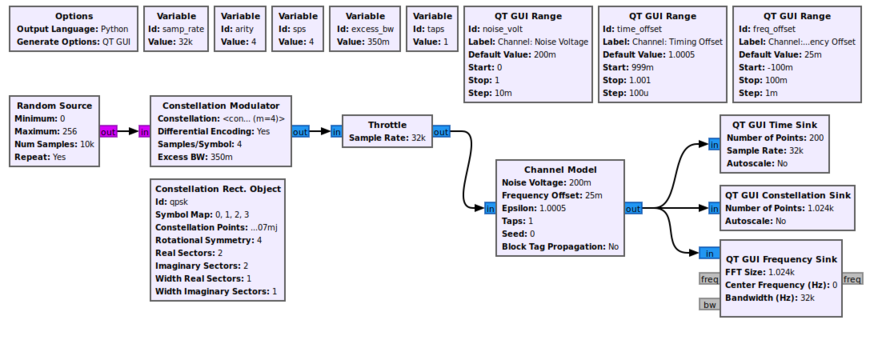 Options
Output Language: Python
Generate Options: QT GUI
Variable
Id: samp_rate
Value: 32k
Variable
Id: arity
Value: 4
Variable
Id: sps
Value: 4
Variable
Id: excess_bw
Value: 350m
Variable
Id: taps
Value: 1
QT GUI Range
Id: noise_volt
Label: Channel: Noise Voltage
Default Value: 200m
Start: 0
Stop: 1
Step: 10m
QT GUI Range
Id: time_offset
Label: Channel: Timing Offset
Default Value: 1.0005
Start: 999m
Stop: 1.001
Step: 100u
QT GUI Range
Id: freq_offset
Label: Channel:...ency Offset
Default Value: 25m
Start: -100m
Stop: 100m
Step: 1m
Random Source
Minimum: 0
Maximum: 256
Num Samples: 10k
Repeat: Yes
out
in
Constellation Modulator
Constellation: <con... (m=4)>
Differential Encoding: Yes
Samples/Symbol: 4
Excess BW: 350m
out
in
Throttle
Sample Rate: 32k
out
Constellation Rect. Object
Id: qpsk
Symbol Map: 0, 1, 2, 3
Constellation Points: ...07mj
Rotational Symmetry: 4
Real Sectors: 2
Imaginary Sectors: 2
Width Real Sectors: 1
Width Imaginary Sectors: 1
in
Channel Model
Noise Voltage: 200m
Frequency Offset: 25m
Epsilon: 1.0005
Taps: 1
Seed: 0
Block Tag Propagation: No
out
in
QT GUI Time Sink
Number of Points: 200
Sample Rate: 32k
Autoscale: No
in
QT GUI Constellation Sink
Number of Points: 1.024k
Autoscale: No
in
freq
bw
QT GUI Frequency Sink
FFT Size: 1.024k
Center Frequency (Hz): 0
Bandwidth (Hz): 32k
freq